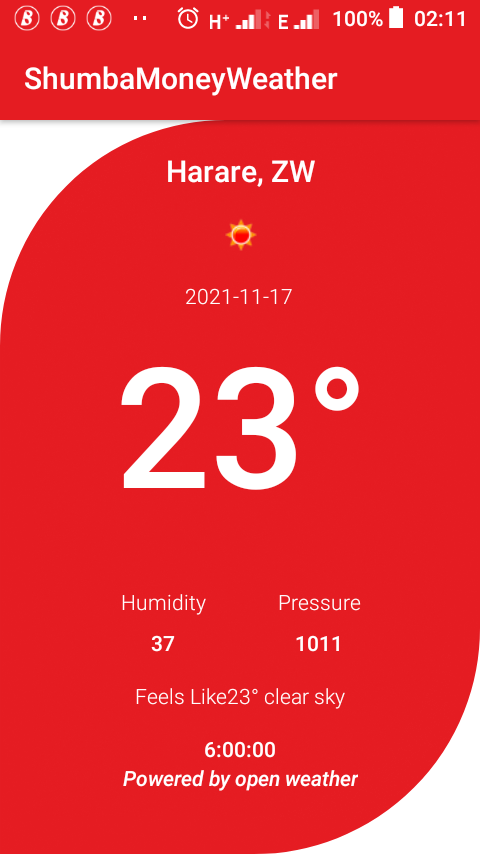 B B B H+ E 100% 02:11
ShumbaMoneyWeather
Harare, ZW
2021-11-17
23°
Humidity Pressure
37 1011
Feels Like23° clear sky
6:00:00
Powered by open weather